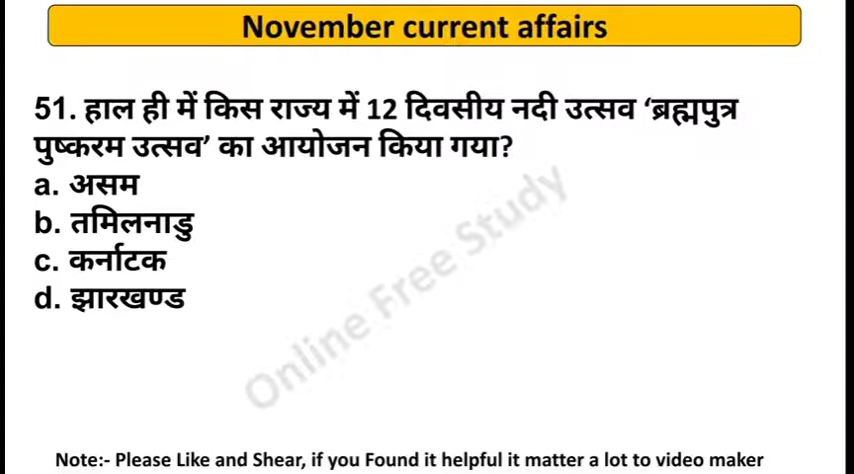 November current affairs
51. हाल ही में किस राज्य में 12 दिवसीय नदी उत्सव ‘ब्रह्मपुत्र
पुष्करम उत्सव’ का आयोजन किया गया?
a. असम
b. तमिलनाडु
c. कर्नाटक
d. झारखण्ड
Online Free Study
Note:- Please Like and Shear, if you Found it helpful it matter a lot to video maker